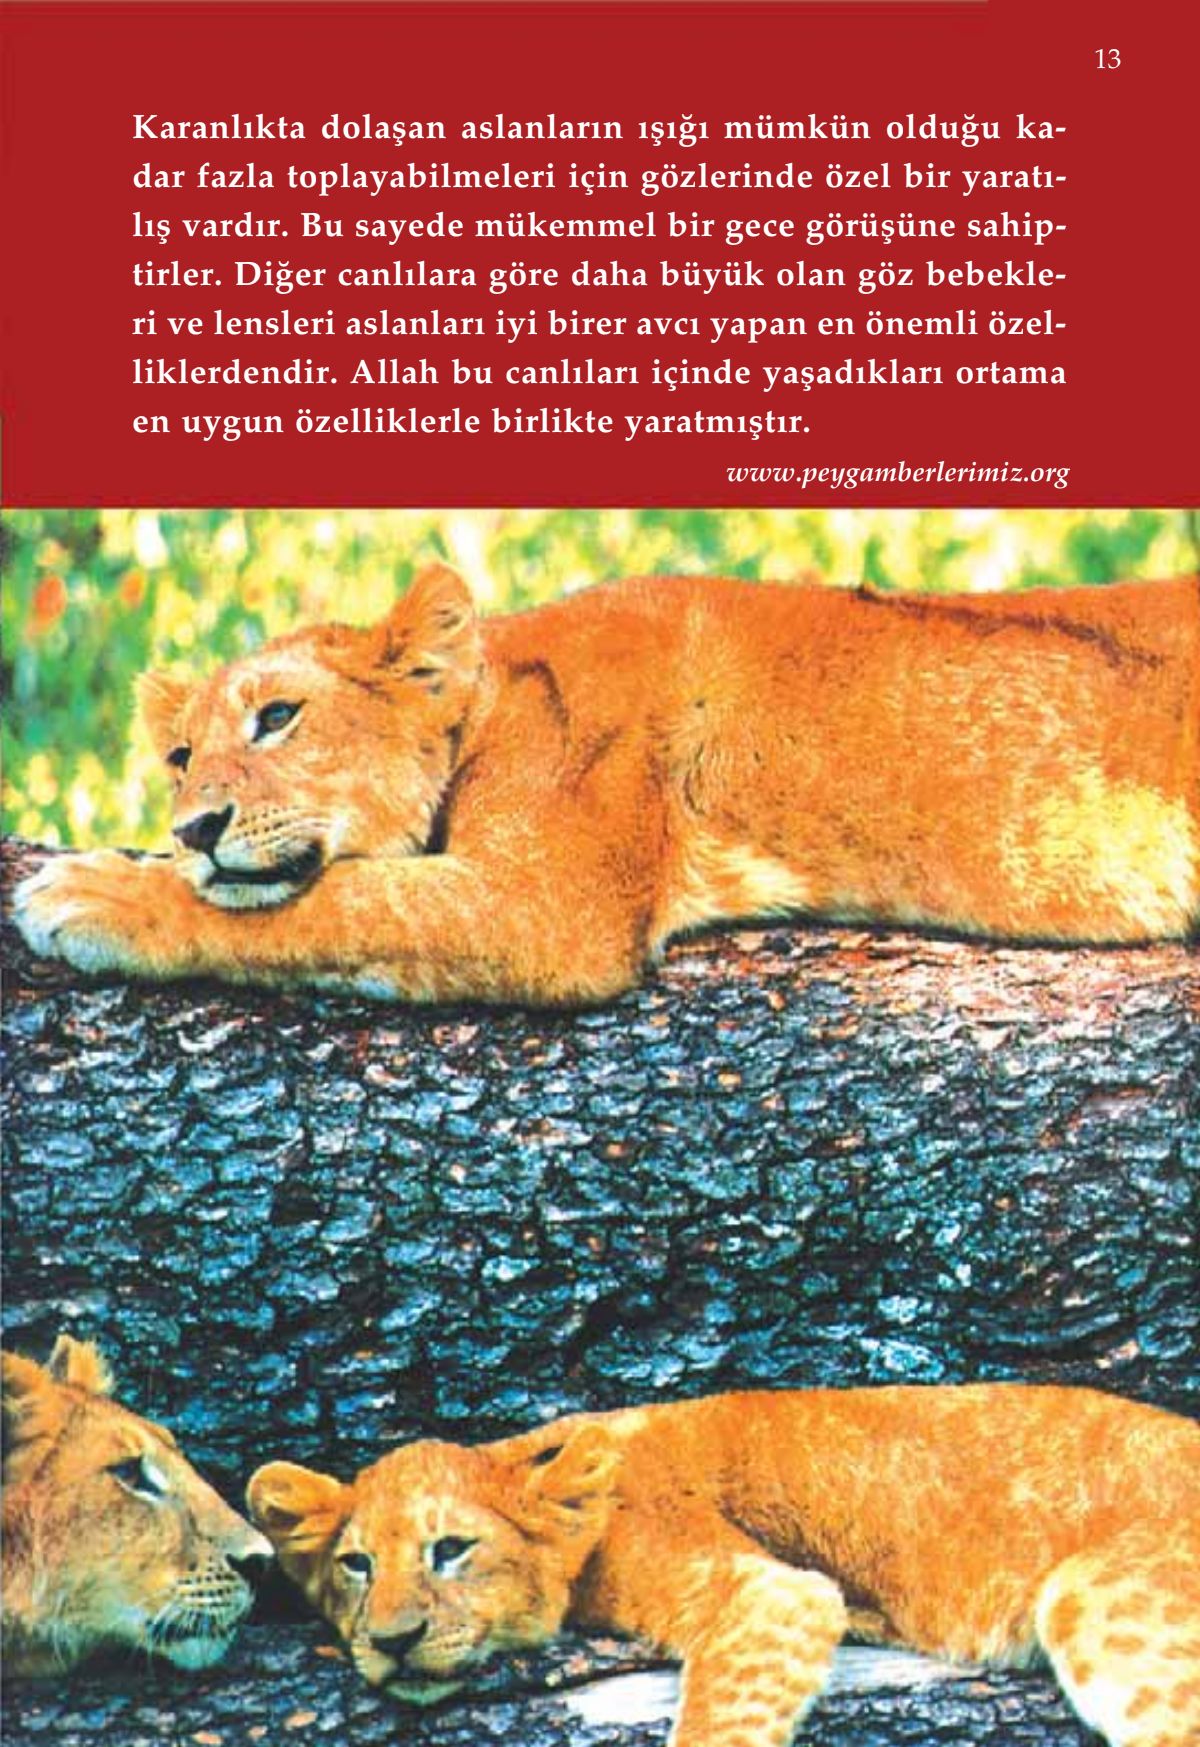 13
Karanlıkta dolaşan aslanların ışığı mümkün olduğu ka-
dar fazla toplayabilmeleri için gözlerinde özel bir yaratı-
lış vardır. Bu sayede mükemmel bir gece görüşüne sahip-
tirler. Diğer canlılara göre daha büyük olan göz bebekle-
ri ve lensleri aslanları iyi birer avcı yapan en önemli özel-
liklerdendir. Allah bu canlıları içinde yaşadıkları ortama
en uygun özelliklerle birlikte yaratmıştır.
www.peygamberlerimiz.org